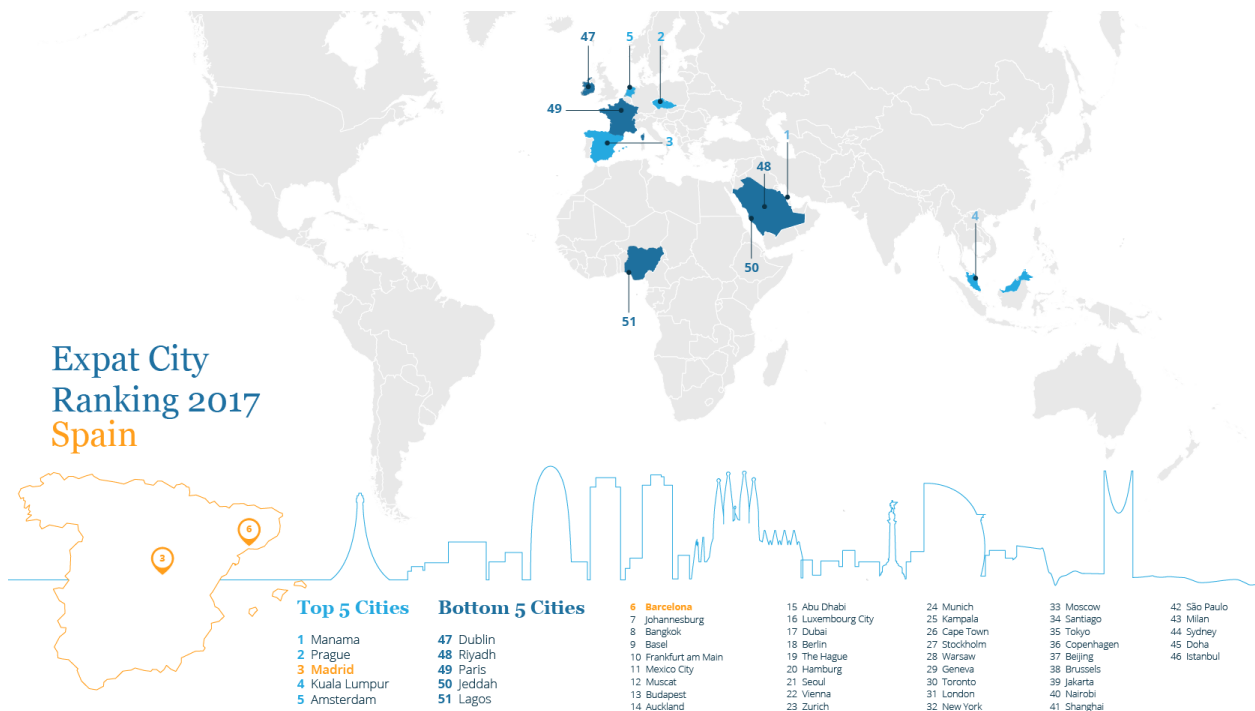 47
5
2
49
3
1
48
4
50
51
Expat City
Ranking 2017
Spain
6
3
Top 5 Cities
1 Manama
2 Prague
3 Madrid
4 Kuala Lumpur
5 Amsterdam
Bottom 5 Cities
47 Dublin
48 Riyadh
49 Paris
50 Jeddah
51 Lagos
6 Barcelona
7 Johannesburg
8 Bangkok
9 Basel
10 Frankfurt am Main
11 Mexico City
12 Muscat
13 Budapest
14 Auckland
15 Abu Dhabi
16 Luxembourg City
17 Dubai
18 Berlin
19 The Hague
20 Hamburg
21 Seoul
22 Vienna
23 Zurich
24 Munich
25 Kampala
26 Cape Town
27 Stockholm
28 Warsaw
29 Geneva
30 Toronto
31 London
32 New York
33 Moscow
34 Santiago
35 Tokyo
36 Copenhagen
37 Beijing
38 Brussels
39 Jakarta
40 Nairobi
41 Shanghai
42 São Paulo
43 Milan
44 Sydney
45 Doha
46 Istanbul